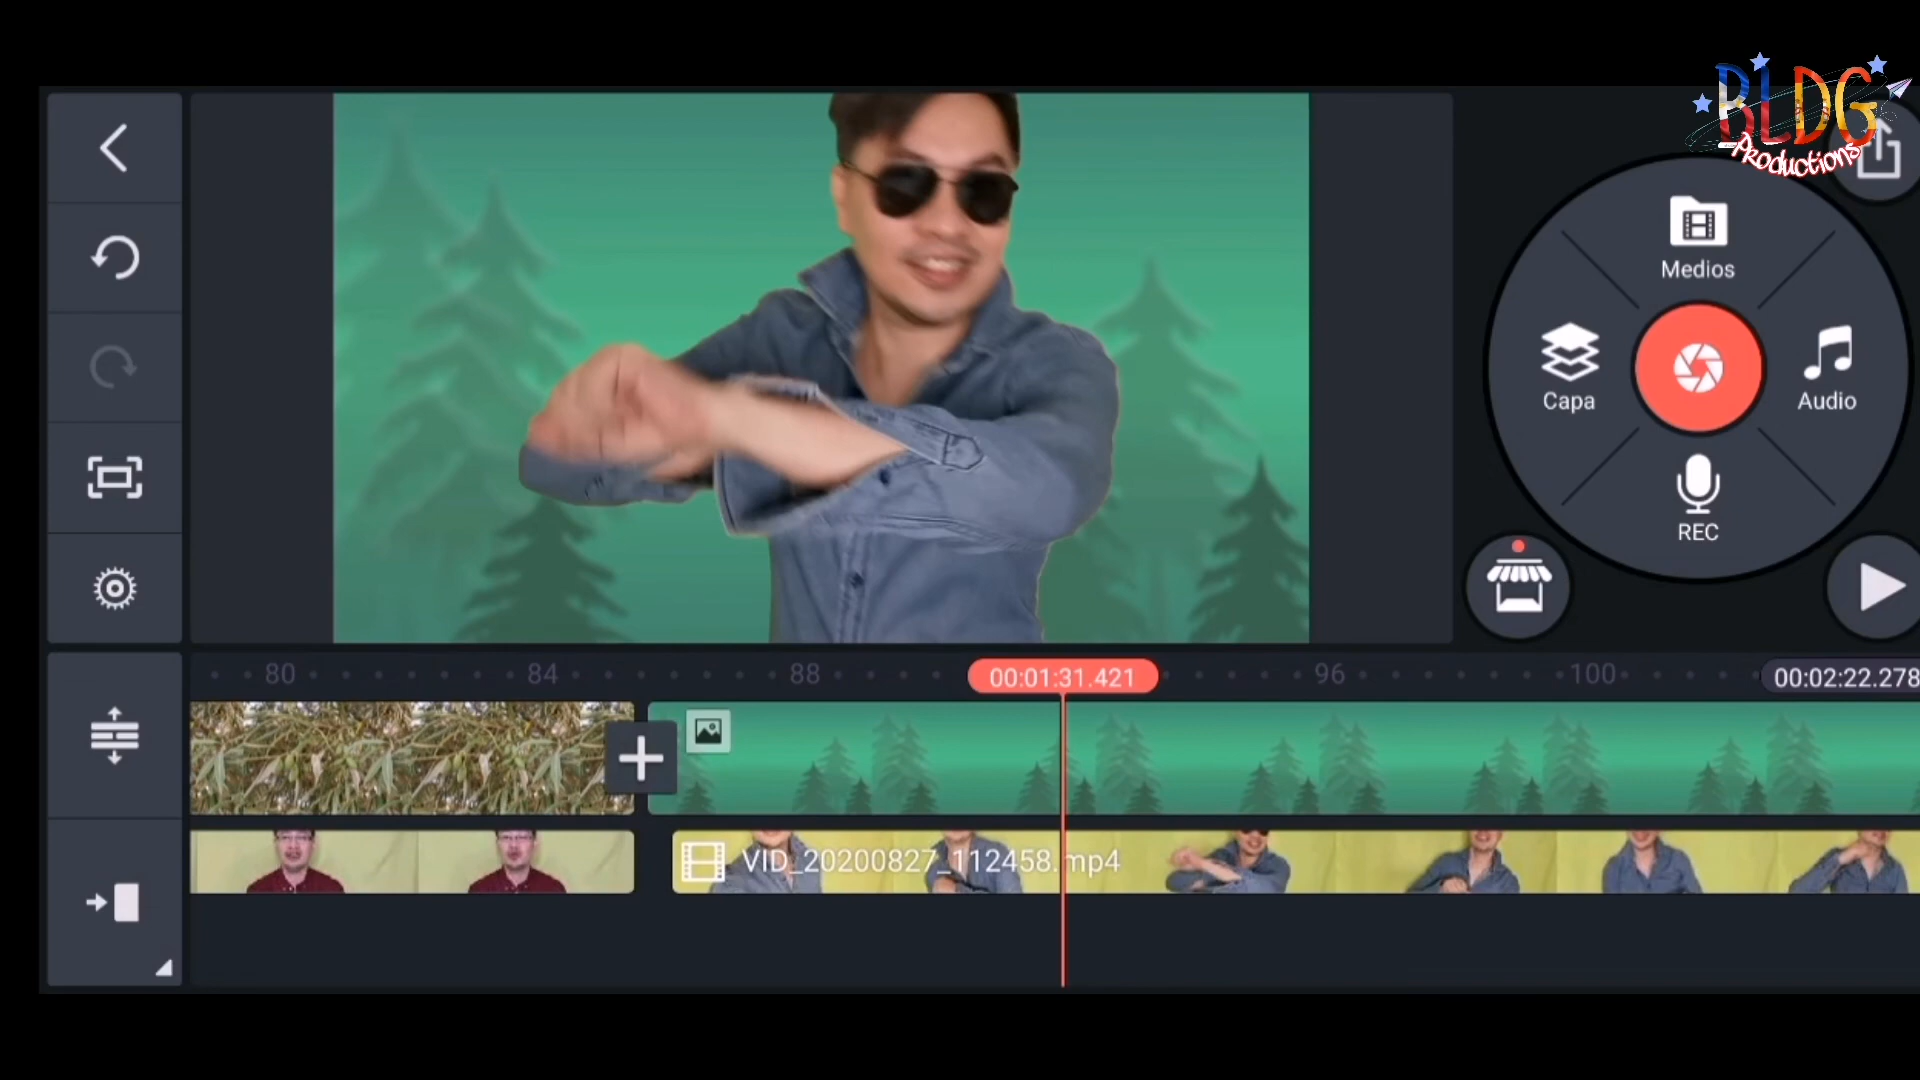 BLDG
Productions
Medios
Capa
Audio
REC
80
84
88
00:01:31.421
96
100
00:02:22.278
VID_20200827_112458.mp4